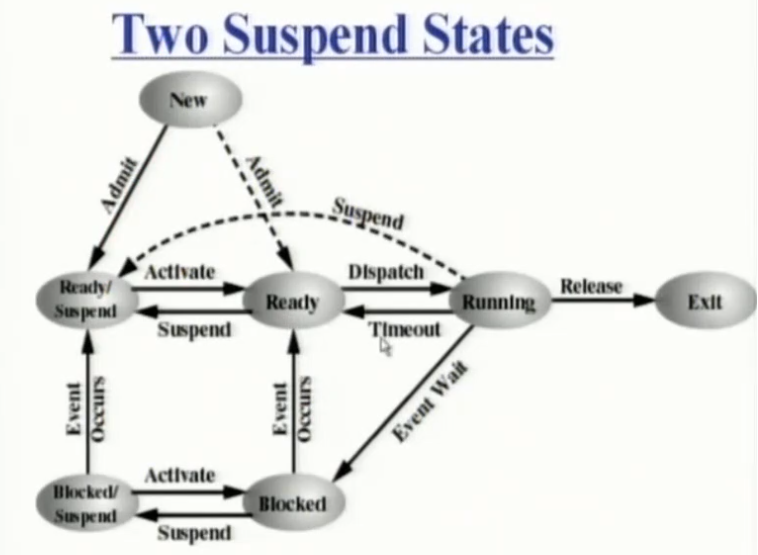 Two Suspend States
New
Admit
Admit
Suspend
Ready/
Suspend
Activate
Suspend
Ready
Dispatch
Timeout
Running
Release
Exit
Event
Occurs
Event
Occurs
Event Wait
Blocked/
Suspend
Activate
Suspend
Blocked